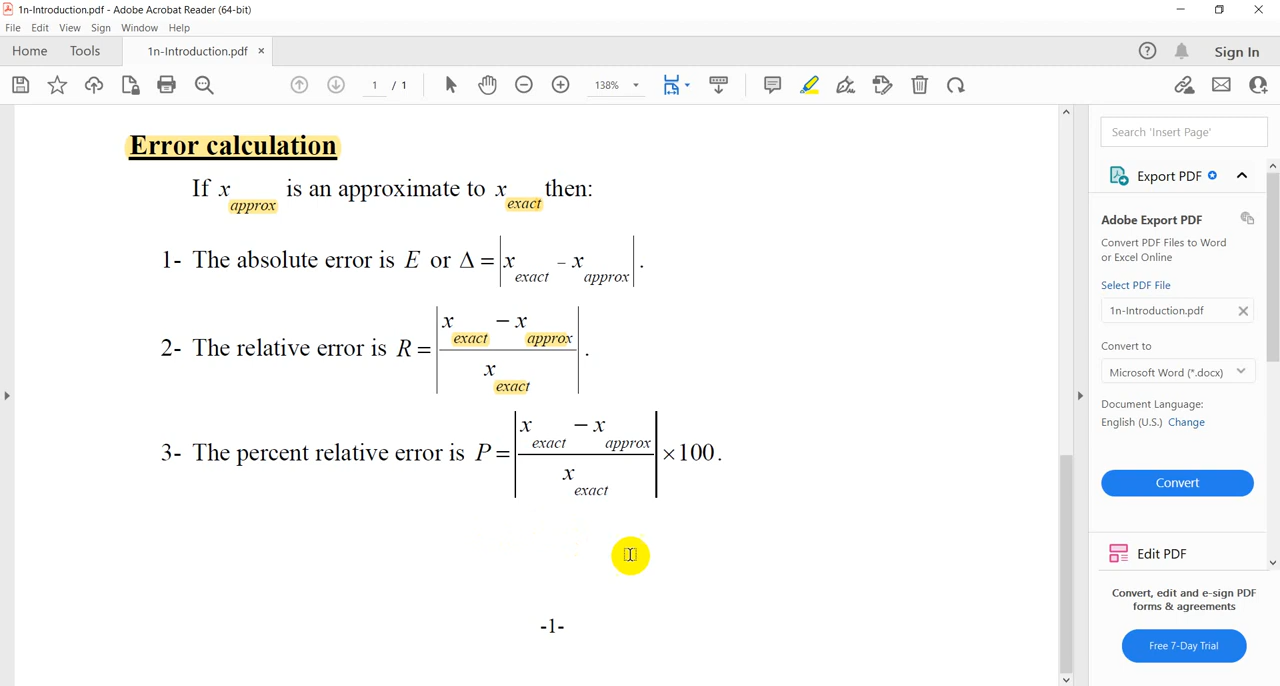 1n-Introduction.pdf - Adobe Acrobat Reader (64-bit)
File Edit View Sign Window Help
Home Tools 1n-Introduction.pdf × Sign In
1 / 1 138%
Error calculation
If x approx is an approximate to x exact then:
1- The absolute error is E or Δ = |x exact − x approx|.
2- The relative error is R = |x exact − x approx / x exact|.
3- The percent relative error is P = |x exact − x approx / x exact| ×100.
-1-
Search 'Insert Page'
Export PDF
Adobe Export PDF
Convert PDF Files to Word
or Excel Online
Select PDF File
1n-Introduction.pdf
Convert to
Microsoft Word (*.docx)
Document Language:
English (U.S.) Change
Convert
Edit PDF
Convert, edit and e-sign PDF
forms & agreements
Free 7-Day Trial